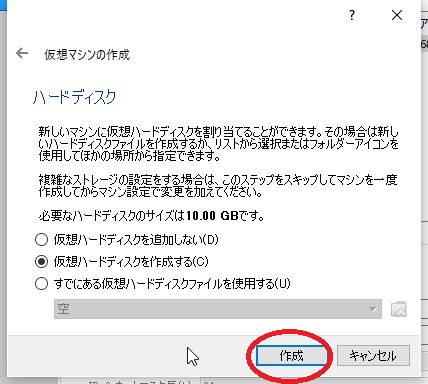 ?
仮想マシンの作成
ハードディスク
新しいマシンに仮想ハードディスクを割り当てることができます。その場合は新し
いハードディスクファイルを作成するか、リストから選択またはフォルダーアイコンを
使用してほかの場所から指定できます。
複雑なストレージの設定をする場合は、このステップをスキップしてマシンを一度
作成してからマシン設定で変更を加えてください。
必要なハードディスクのサイズは10.00 GBです。
仮想ハードディスクを追加しない(D)
仮想ハードディスクを作成する(C)
すでにある仮想ハードディスクファイルを使用する(U)
空
作成 キャンセル